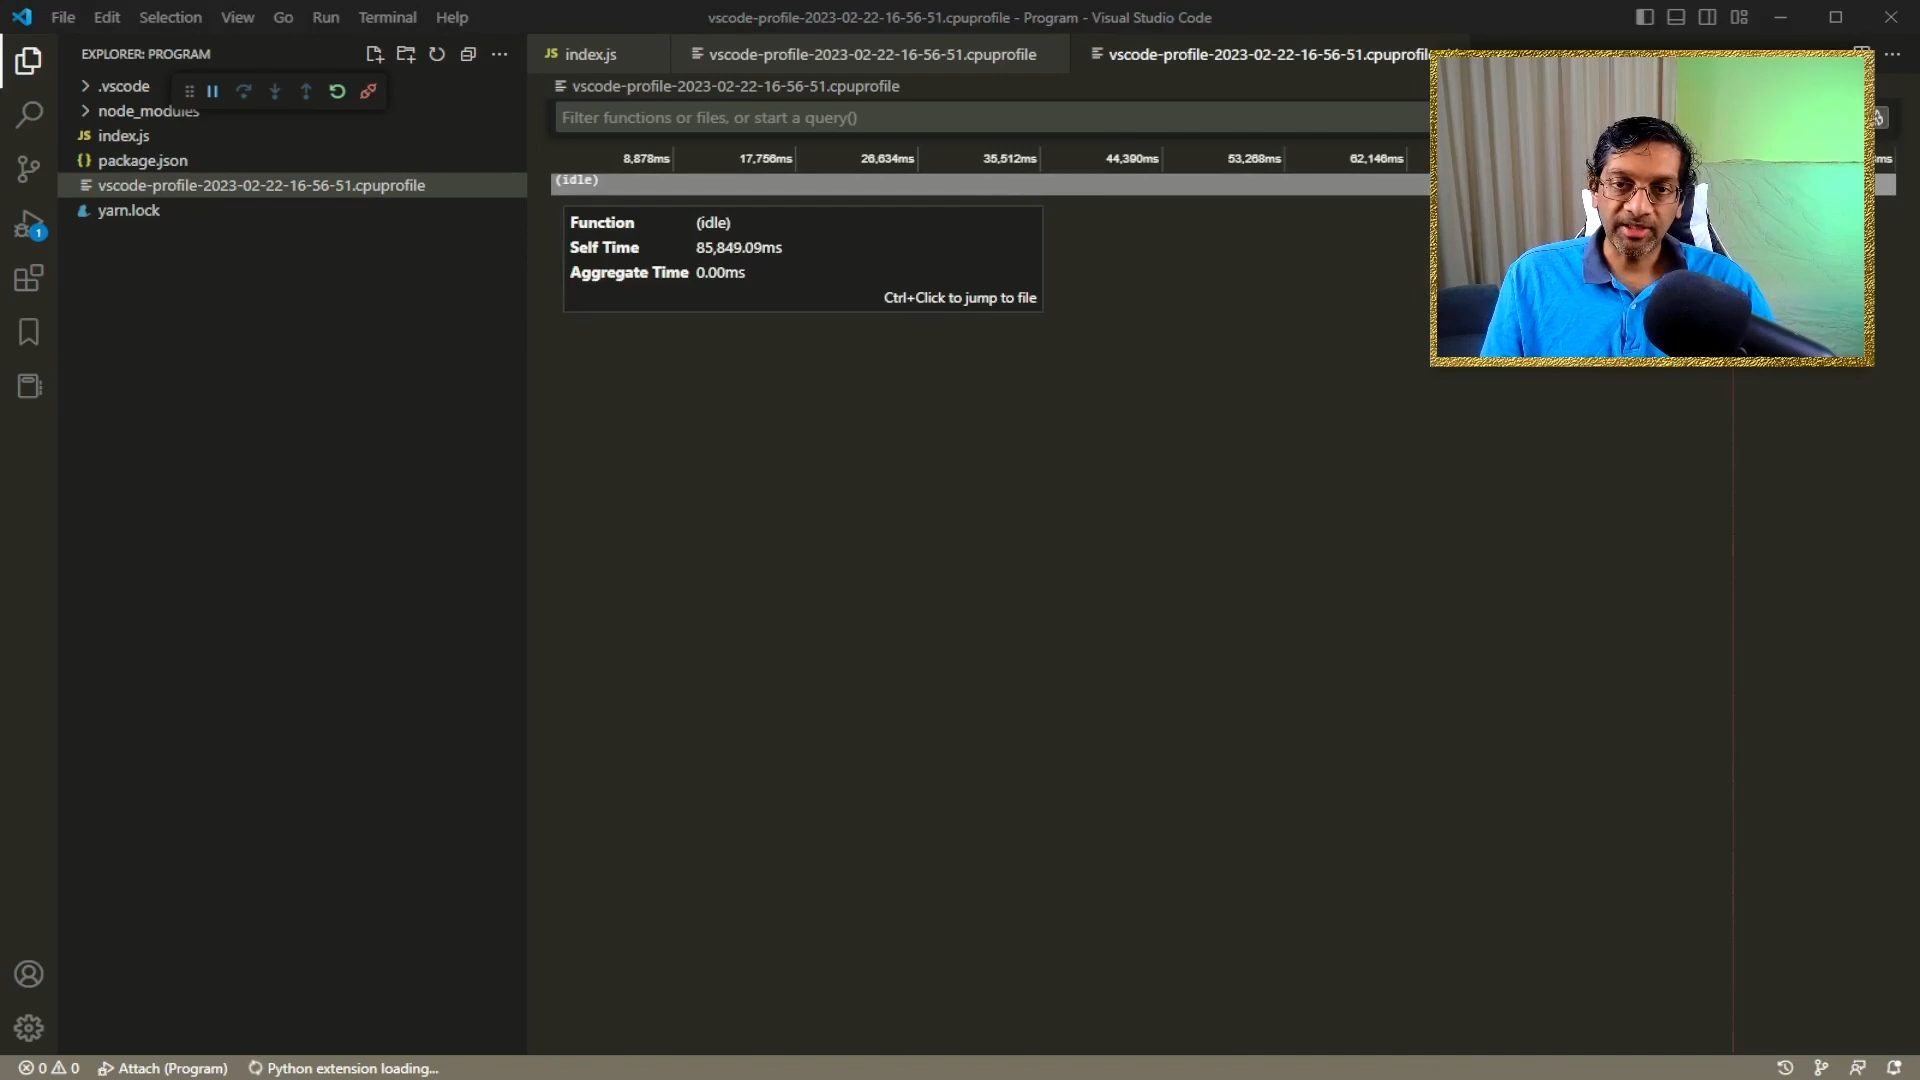 File Edit Selection View Go Run Terminal Help
vscode-profile-2023-02-22-16-56-51.cpuprofile - Program - Visual Studio Code
EXPLORER: PROGRAM
.vscode
node_modules
JS index.js
{} package.json
vscode-profile-2023-02-22-16-56-51.cpuprofile
yarn.lock
1
JS index.js
vscode-profile-2023-02-22-16-56-51.cpuprofile
vscode-profile-2023-02-22-16-56-51.cpuprofile
vscode-profile-2023-02-22-16-56-51.cpuprofile
Filter functions or files, or start a query()
8,878ms 17,756ms 26,634ms 35,512ms 44,390ms 53,268ms 62,146ms ms
(idle)
Function (idle)
Self Time 85,849.09ms
Aggregate Time 0.00ms
Ctrl+Click to jump to file
0 0 Attach (Program) Python extension loading...